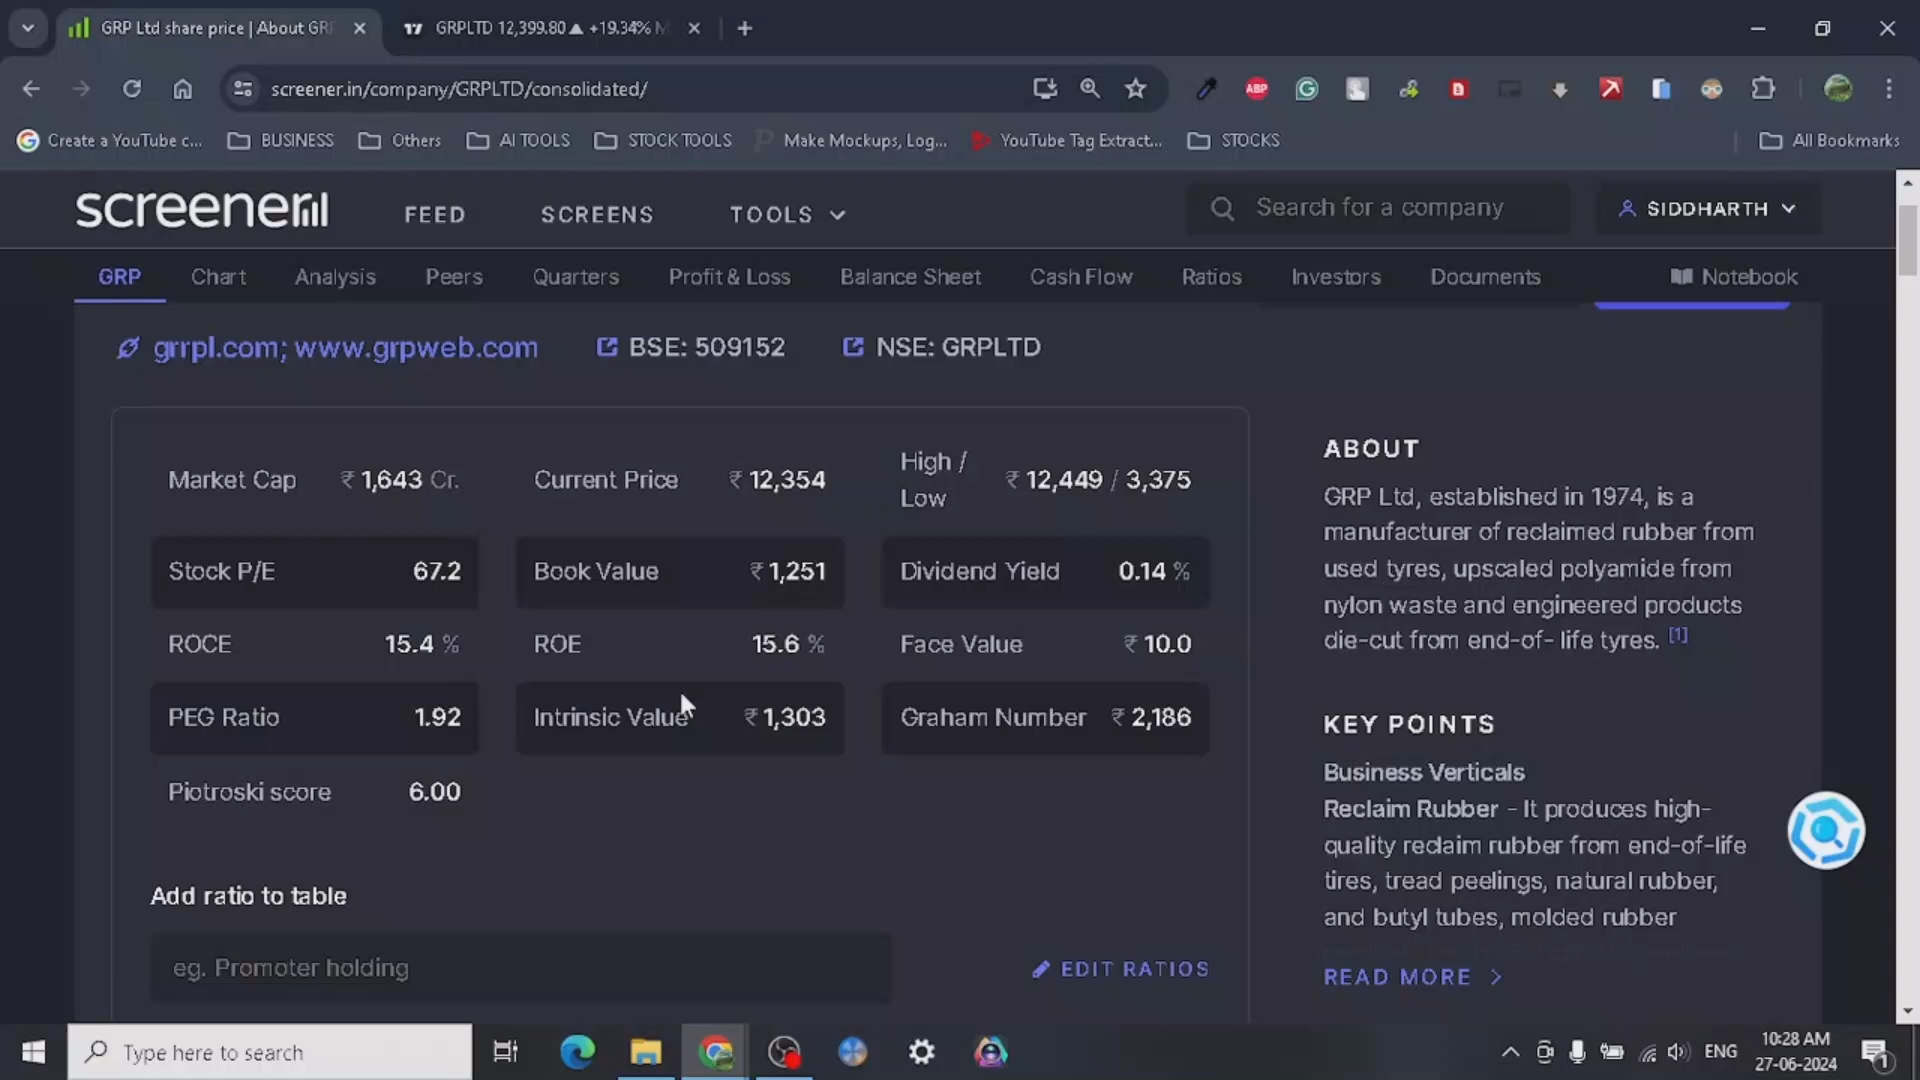 GRP Ltd share price | About GR
GRPLTD 12,399.80 ▲ +19.34%
screener.in/company/GRPLTD/consolidated/
Create a YouTube c...
BUSINESS
Others
AI TOOLS
STOCK TOOLS
Make Mockups, Log...
YouTube Tag Extract...
STOCKS
All Bookmarks
screener
FEED
SCREENS
TOOLS
Search for a company
SIDDHARTH
GRP
Chart
Analysis
Peers
Quarters
Profit & Loss
Balance Sheet
Cash Flow
Ratios
Investors
Documents
Notebook
grrpl.com; www.grpweb.com
BSE: 509152
NSE: GRPLTD
Market Cap ₹ 1,643 Cr.
Current Price ₹ 12,354
High / Low ₹ 12,449 / 3,375
Stock P/E 67.2
Book Value ₹ 1,251
Dividend Yield 0.14 %
ROCE 15.4 %
ROE 15.6 %
Face Value ₹ 10.0
PEG Ratio 1.92
Intrinsic Value ₹ 1,303
Graham Number ₹ 2,186
Piotroski score 6.00
Add ratio to table
eg. Promoter holding
EDIT RATIOS
ABOUT
GRP Ltd, established in 1974, is a
manufacturer of reclaimed rubber from
used tyres, upscaled polyamide from
nylon waste and engineered products
die-cut from end-of- life tyres. [1]
KEY POINTS
Business Verticals
Reclaim Rubber - It produces high-
quality reclaim rubber from end-of-life
tires, tread peelings, natural rubber,
and butyl tubes, molded rubber
READ MORE
Type here to search
ENG
10:28 AM
27-06-2024
1